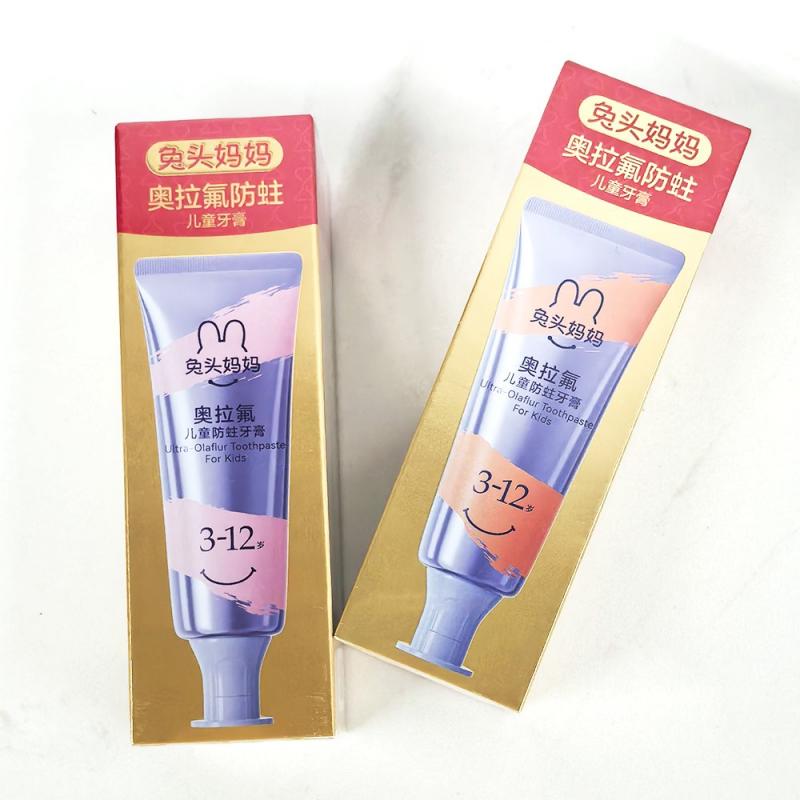 兔头妈妈
奥拉氟防蛀
儿童牙膏
兔头妈妈
奥拉氟
儿童防蛀牙膏
Ultra-Olaflur Toothpaste
For Kids
3-12岁
兔头妈妈
奥拉氟防蛀
儿童牙膏
兔头妈妈
奥拉氟
儿童防蛀牙膏
Ultra-Olaflur Toothpaste
For Kids
3-12岁